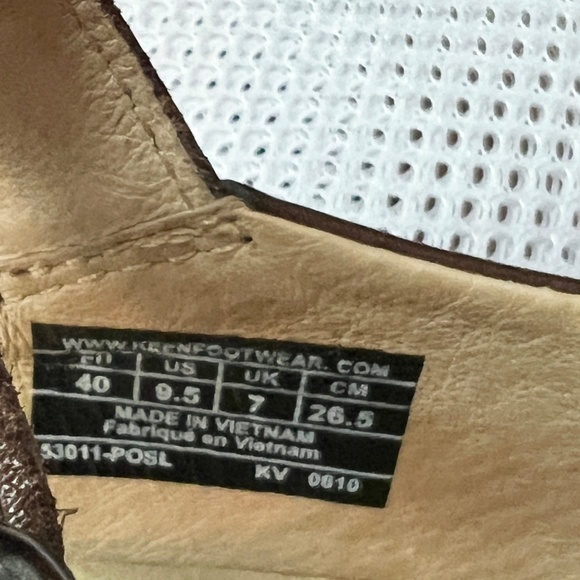 WWW.KEENFOOTWEAR.COM
EU US UK CM
40 9.5 7 26.5
MADE IN VIETNAM
Fabriqué en Vietnam
53011-POSL
KV 0610